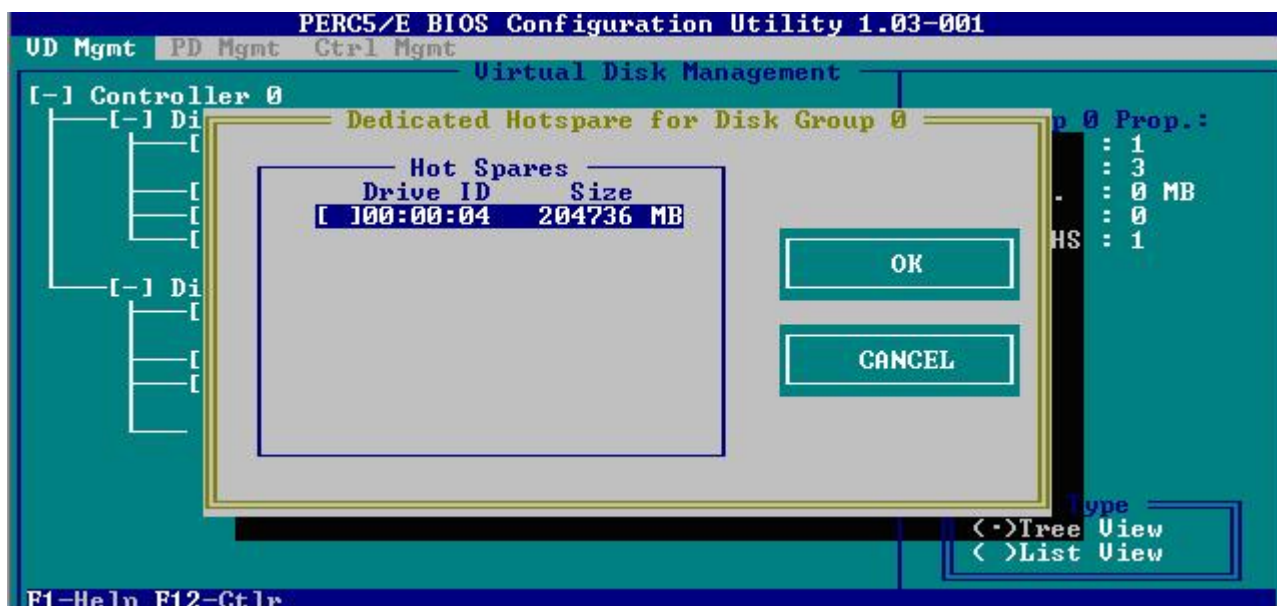 PERC5/E BIOS Configuration Utility 1.03-001
VD Mgmt PD Mgmt Ctrl Mgmt
Virtual Disk Management
[-] Controller 0
[-] Di
[
[
[
[
[-] Di
[
[
[
Dedicated Hotspare for Disk Group 0
Hot Spares
Drive ID Size
[ ]00:00:04 204736 MB
OK
CANCEL
p 0 Prop.:
: 1
: 3
. : 0 MB
: 0
HS : 1
ype
(·)Tree View
( )List View
F1-Help F12-Ctlr